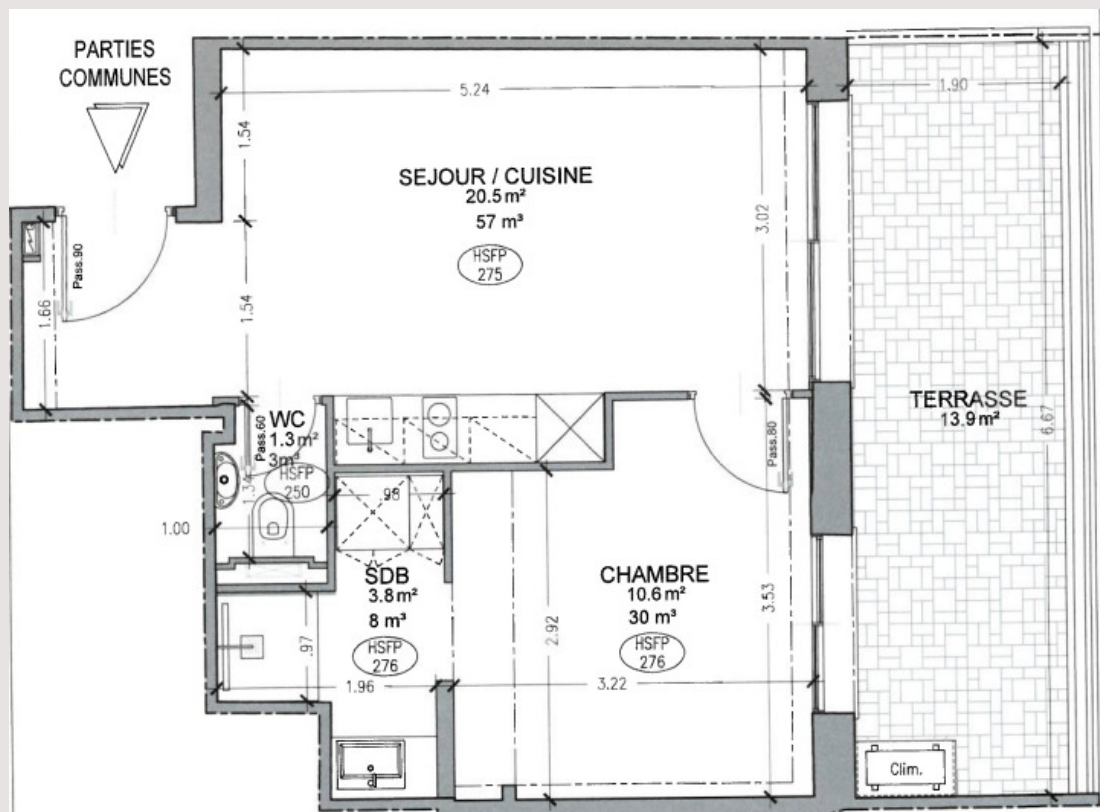 PARTIES
COMMUNES
5.24
1.90
1.54
SEJOUR / CUISINE
20.5 m²
57 m³
3.02
HSFP
275
Pass.90
1.66
1.54
TERRASSE
13.9 m²
6.67
WC
1.3 m²
3 m³
Pass.60
HSFP
250
1.34
.98
1.00
Pass.80
SDB
3.8 m²
8 m³
HSFP
276
.97
1.96
CHAMBRE
10.6 m²
30 m³
HSFP
276
2.92
3.53
3.22
Clim.